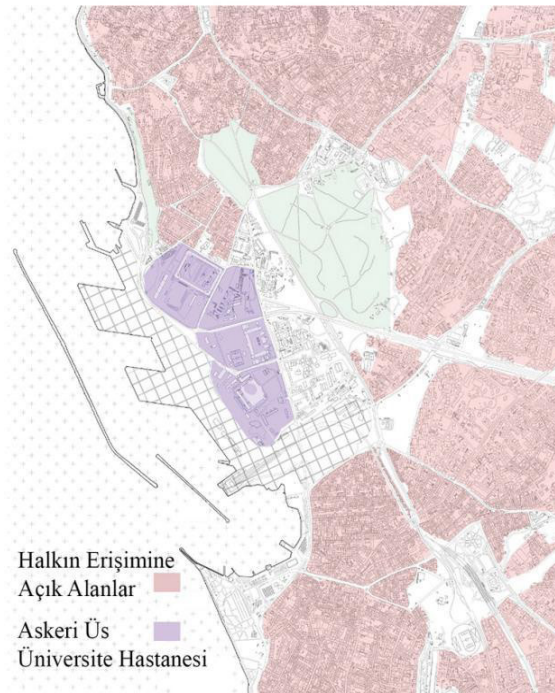 Halkın Erişimine
Açık Alanlar
Askeri Üs
Üniversite Hastanesi